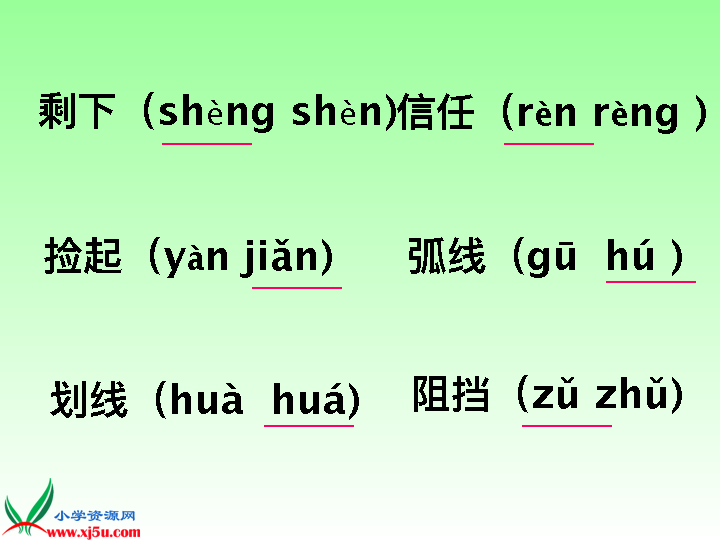 剩下（shèng shèn)信任（rèn rèng ）
捡起（yàn jiǎn)　弧线（gū hú ）
划线（huà huá)　阻挡（zǔ zhǔ)
小学资源网
www.xj5u.com